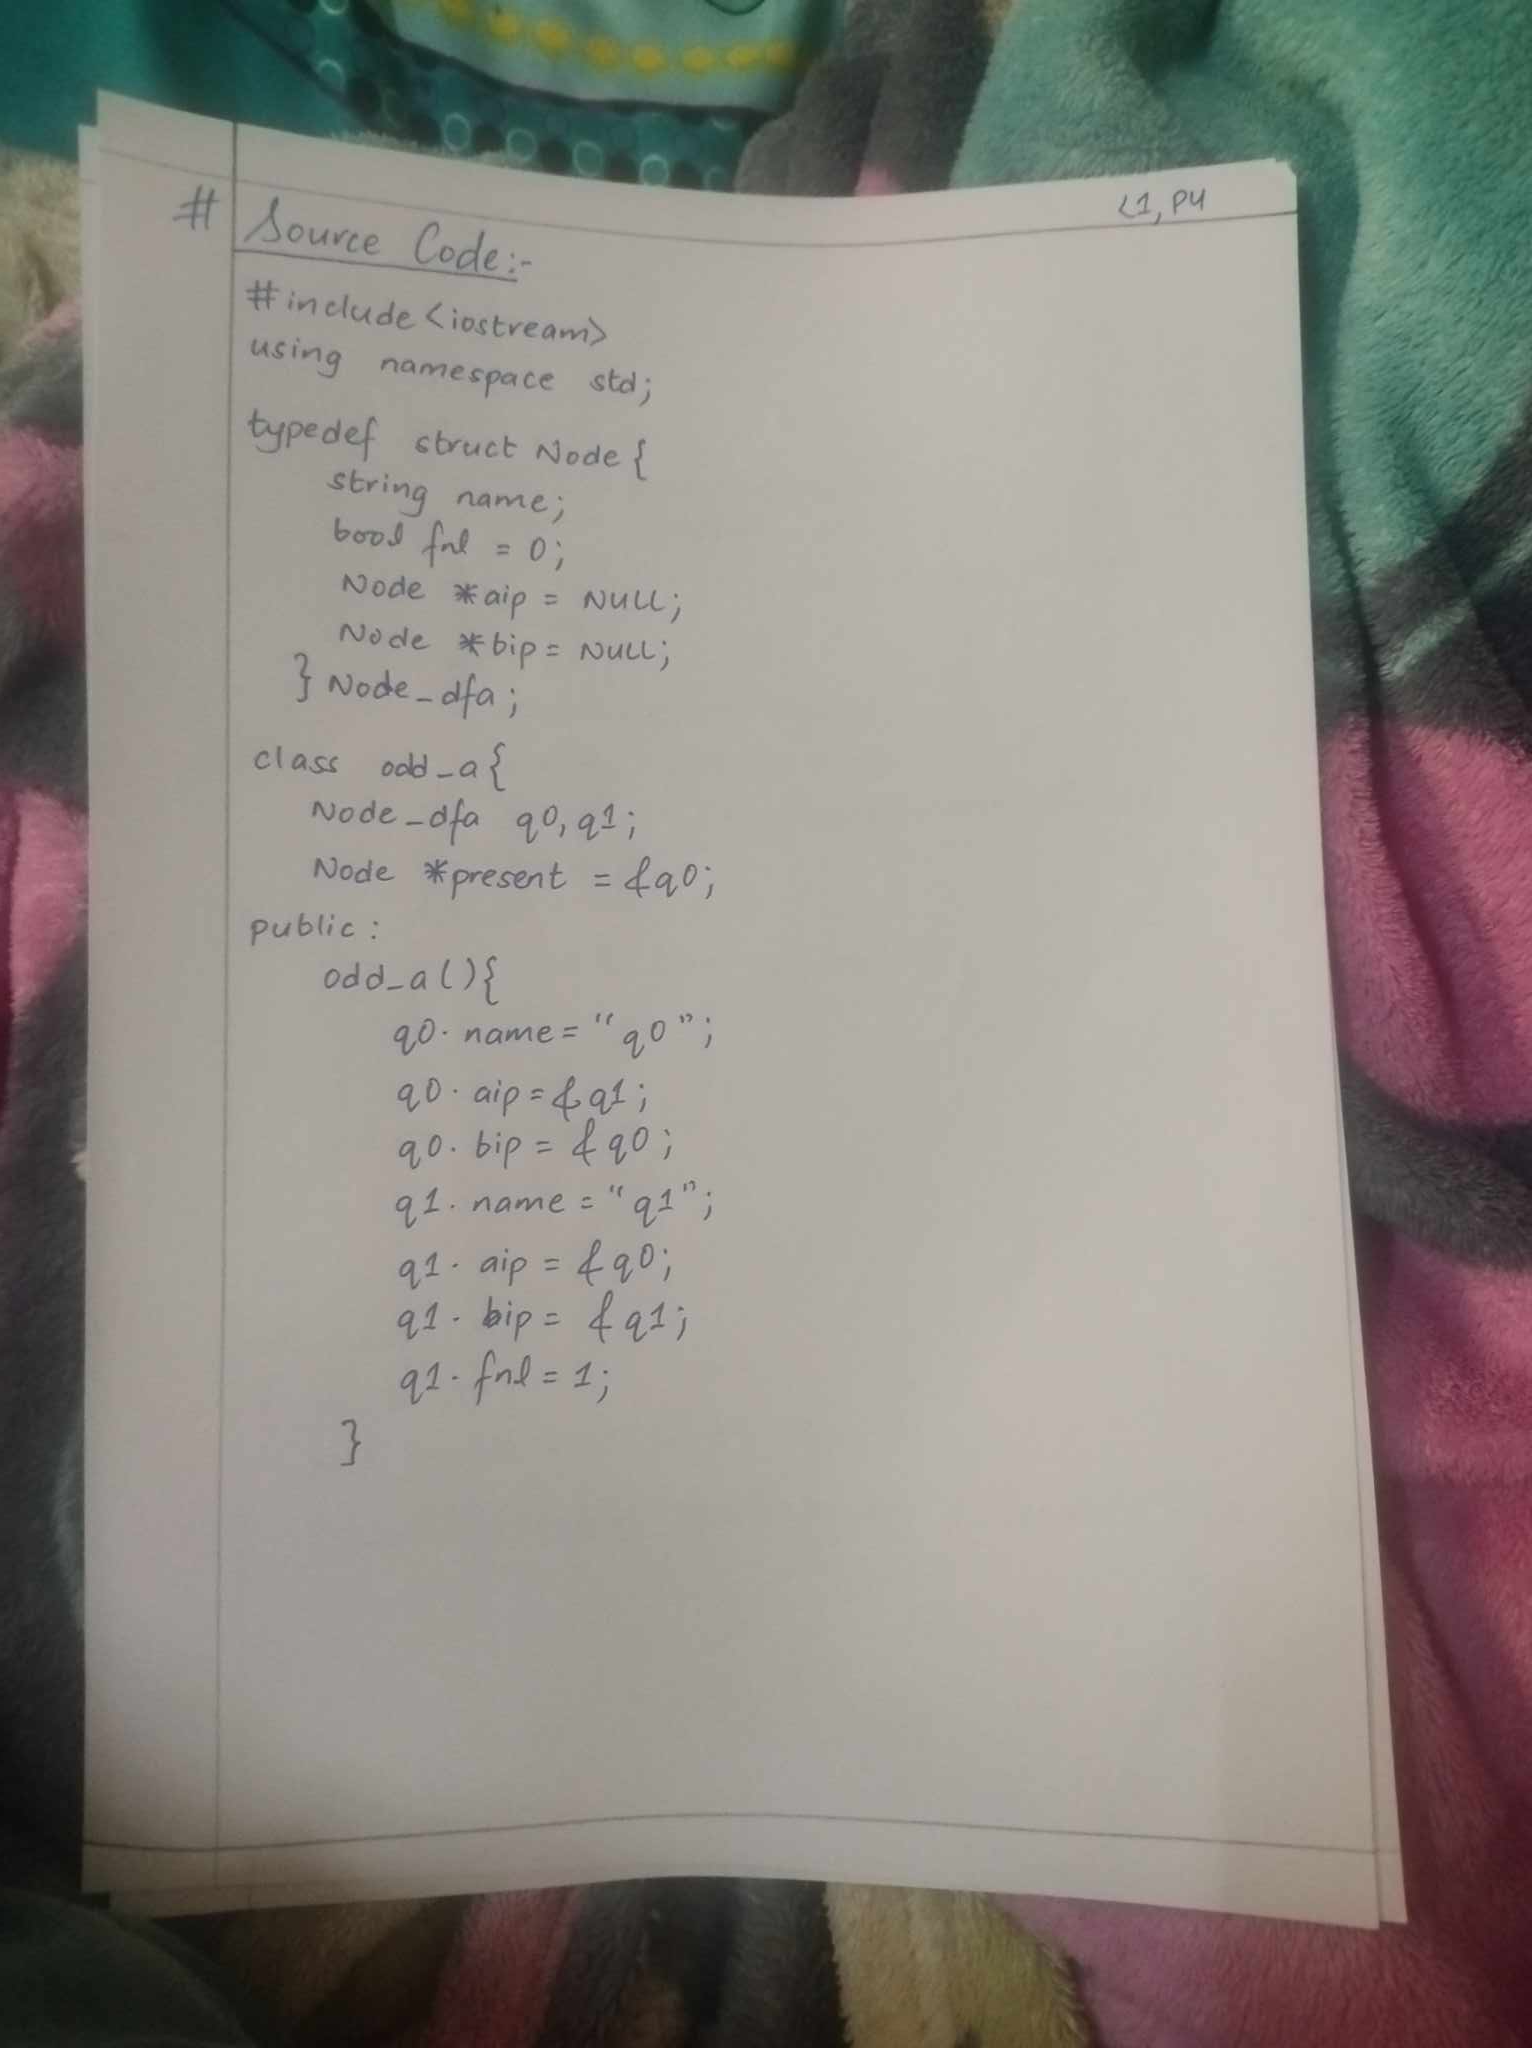 L1, P4
# Source Code:-
#include <iostream>
using namespace std;
typedef struct Node {
string name;
bool fnl = 0;
Node *aip = NULL;
Node *bip = NULL;
} Node_dfa;
class odd_a{
Node_dfa q0, q1;
Node *present = &q0;
public:
odd_a(){
q0.name = "q0";
q0.aip = &q1;
q0.bip = &q0;
q1.name = "q1";
q1.aip = &q0;
q1.bip = &q1;
q1.fnl = 1;
}